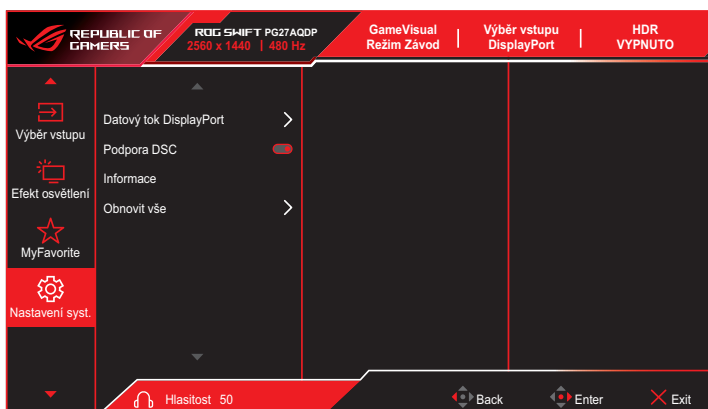 REPUBLIC OF
GAMERS
ROG SWIFT PG27AQDP
2560 x 1440 | 480 Hz
GameVisual
Režim Závod
Výběr vstupu
DisplayPort
HDR
VYPNUTO
Výběr vstupu
Efekt osvětlení
MyFavorite
Nastavení syst.
Datový tok DisplayPort
Podpora DSC
Informace
Obnovit vše
Hlasitost 50
Back
Enter
Exit